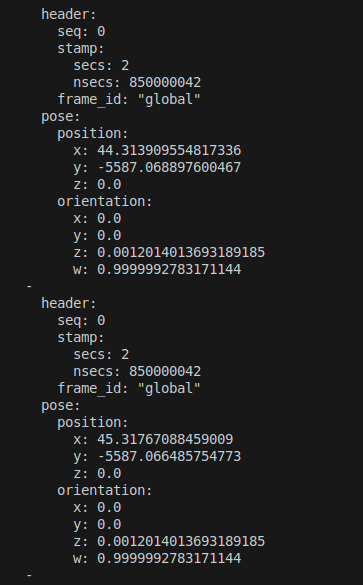 header:
seq: 0
stamp:
secs: 2
nsecs: 850000042
frame_id: "global"
pose:
position:
x: 44.313909554817336
y: -5587.068897600467
z: 0.0
orientation:
x: 0.0
y: 0.0
z: 0.0012014013693189185
w: 0.9999992783171144
-
header:
seq: 0
stamp:
secs: 2
nsecs: 850000042
frame_id: "global"
pose:
position:
x: 45.31767088459009
y: -5587.066485754773
z: 0.0
orientation:
x: 0.0
y: 0.0
z: 0.0012014013693189185
w: 0.9999992783171144
-